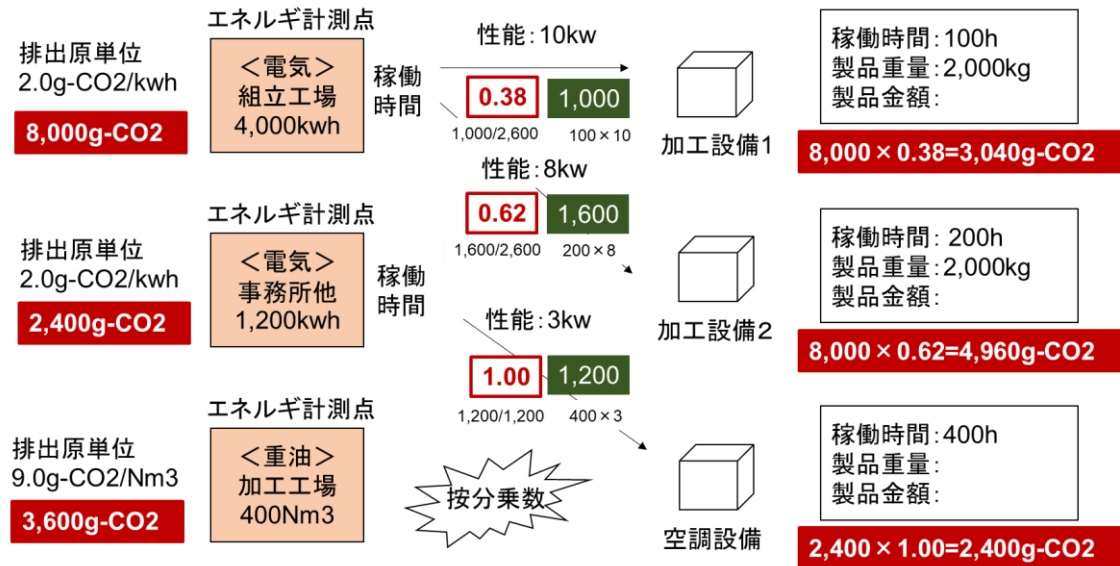 エネルギ計測点
排出原単位
2.0g-CO2/kwh
8,000g-CO2
＜電気＞
組立工場
4,000kwh
稼働
時間
性能：10kw
0.38
1,000
1,000/2,600
100×10
加工設備1
稼働時間：100h
製品重量：2,000kg
製品金額：
8,000×0.38=3,040g-CO2
エネルギ計測点
排出原単位
2.0g-CO2/kwh
2,400g-CO2
＜電気＞
事務所他
1,200kwh
稼働
時間
性能：8kw
0.62
1,600
1,600/2,600
200×8
加工設備2
稼働時間：200h
製品重量：2,000kg
製品金額：
8,000×0.62=4,960g-CO2
性能：3kw
1.00
1,200
1,200/1,200
400×3
エネルギ計測点
排出原単位
9.0g-CO2/Nm3
3,600g-CO2
＜重油＞
加工工場
400Nm3
按分乗数
空調設備
稼働時間：400h
製品重量：
製品金額：
2,400×1.00=2,400g-CO2